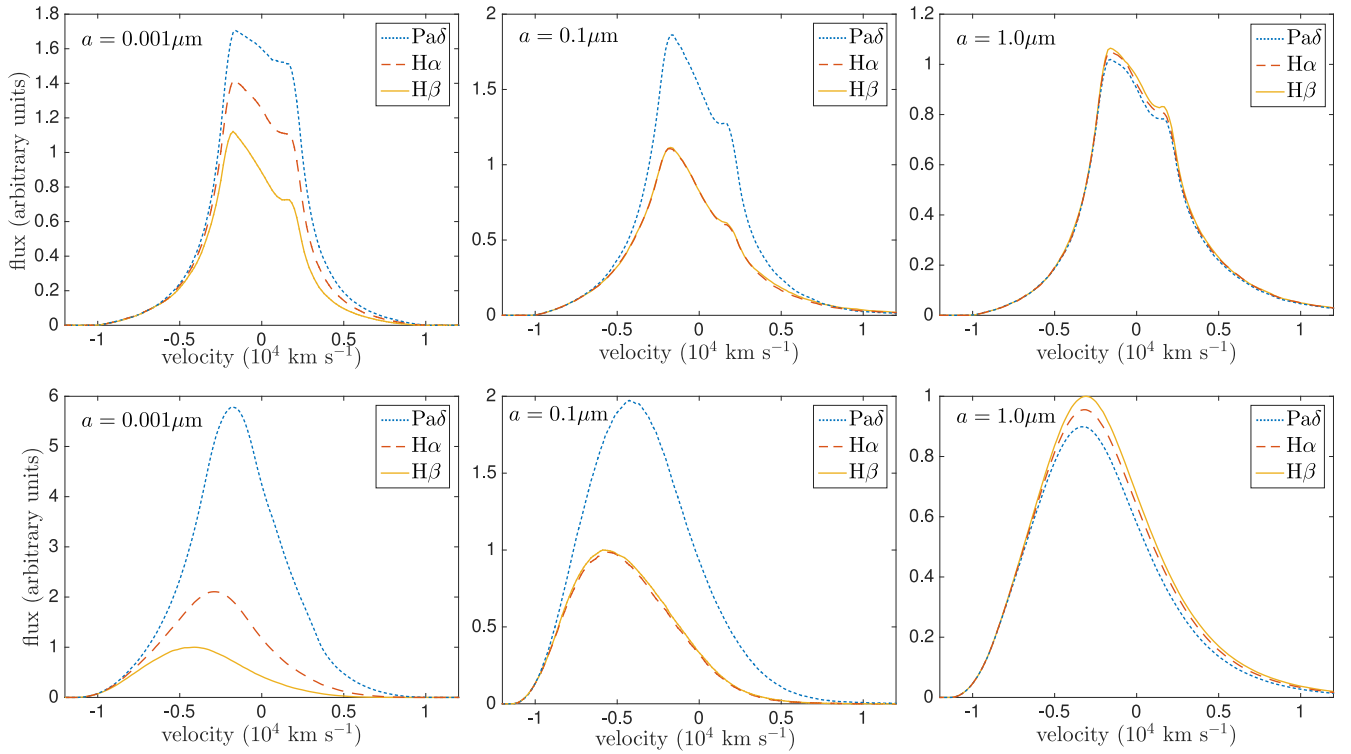 a = 0.001μm
Paδ
Hα
Hβ
flux (arbitrary units)
1.8
1.6
1.4
1.2
1
0.8
0.6
0.4
0.2
0
-1 -0.5 0 0.5 1
velocity (10⁴ km s⁻¹)
a = 0.1μm
Paδ
Hα
Hβ
2
1.5
1
0.5
0
-1 -0.5 0 0.5 1
velocity (10⁴ km s⁻¹)
a = 1.0μm
Paδ
Hα
Hβ
1.2
1
0.8
0.6
0.4
0.2
0
-1 -0.5 0 0.5 1
velocity (10⁴ km s⁻¹)
a = 0.001μm
Paδ
Hα
Hβ
flux (arbitrary units)
6
5
4
3
2
1
0
-1 -0.5 0 0.5 1
velocity (10⁴ km s⁻¹)
a = 0.1μm
Paδ
Hα
Hβ
2
1.5
1
0.5
0
-1 -0.5 0 0.5 1
velocity (10⁴ km s⁻¹)
a = 1.0μm
Paδ
Hα
Hβ
1
0.8
0.6
0.4
0.2
0
-1 -0.5 0 0.5 1
velocity (10⁴ km s⁻¹)